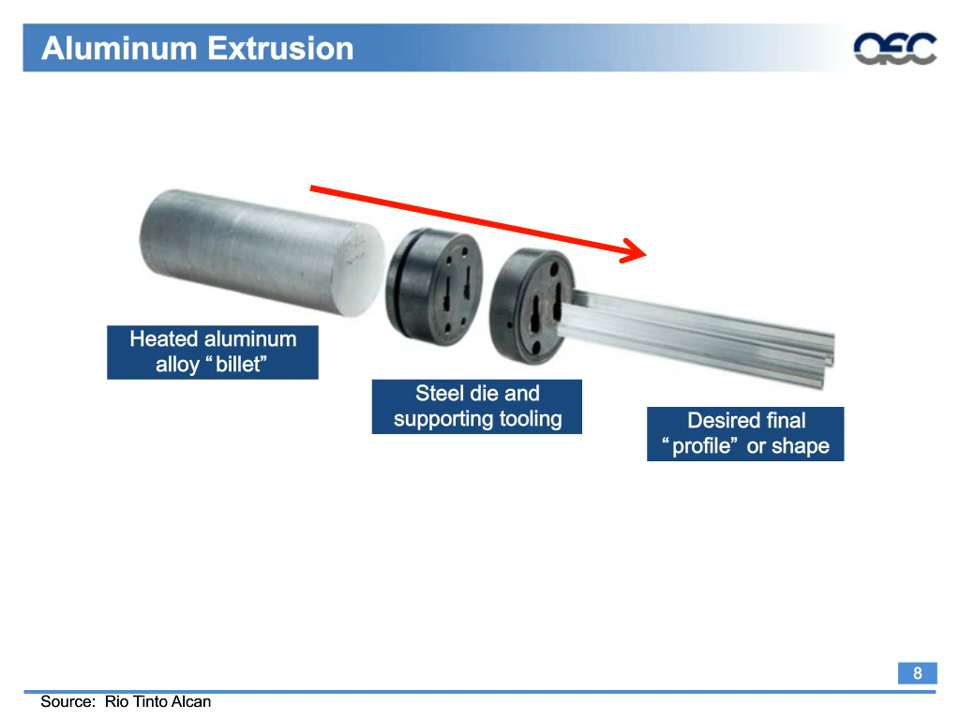 Aluminum Extrusion
AEC
Heated aluminum
alloy “billet”
Steel die and
supporting tooling
Desired final
“profile” or shape
8
Source: Rio Tinto Alcan